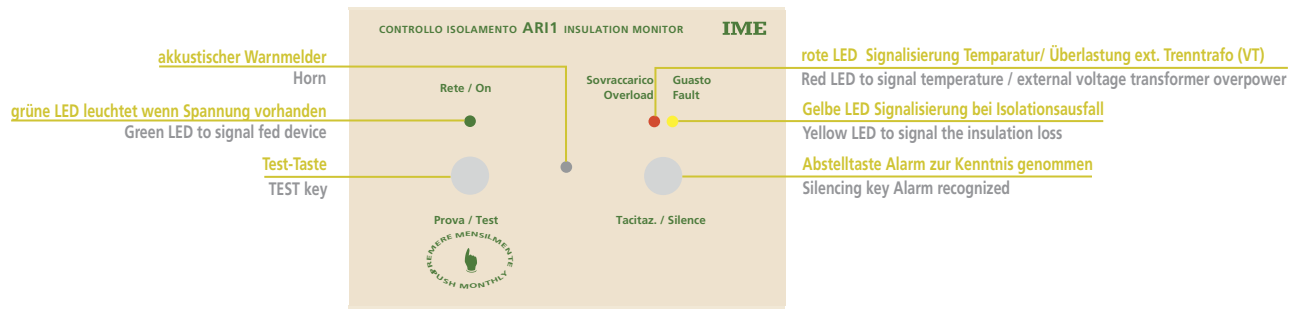 CONTROLLO ISOLAMENTO ARI1 INSULATION MONITOR IME
akkustischer Warnmelder
Horn
grüne LED leuchtet wenn Spannung vorhanden
Green LED to signal fed device
Test-Taste
TEST key
Rete / On
Sovraccarico
Overload
Guasto
Fault
Prova / Test
Tacitaz. / Silence
PREMERE MENSILMENTE
PUSH MONTHLY
rote LED Signalisierung Temparatur/ Überlastung ext. Trenntrafo (VT)
Red LED to signal temperature / external voltage transformer overpower
Gelbe LED Signalisierung bei Isolationsausfall
Yellow LED to signal the insulation loss
Abstelltaste Alarm zur Kenntnis genommen
Silencing key Alarm recognized